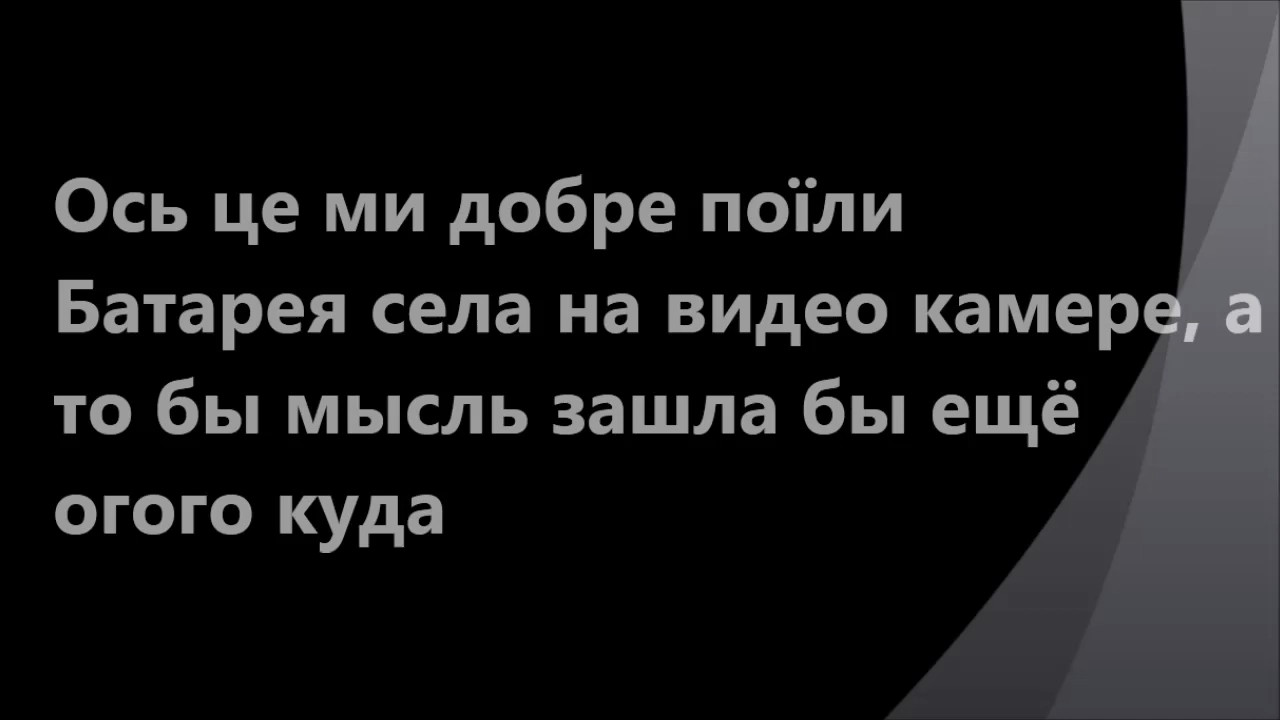 Ось це ми добре поїли
Батарея села на видео камере, а
то бы мысль зашла бы ещё
огого куда